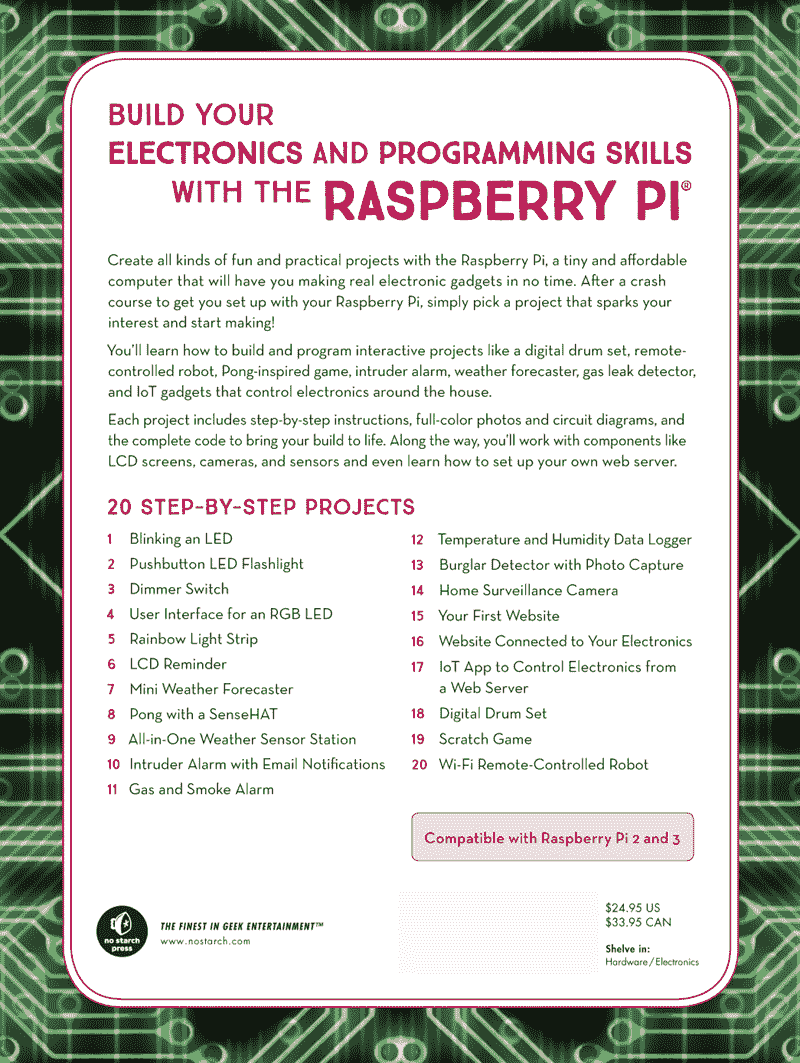 BUILD YOUR
ELECTRONICS AND PROGRAMMING SKILLS
WITH THE RASPBERRY PI®
Create all kinds of fun and practical projects with the Raspberry Pi, a tiny and affordable
computer that will have you making real electronic gadgets in no time. After a crash
course to get you set up with your Raspberry Pi, simply pick a project that sparks your
interest and start making!
You'll learn how to build and program interactive projects like a digital drum set, remote-
controlled robot, Pong-inspired game, intruder alarm, weather forecaster, gas leak detector,
and IoT gadgets that control electronics around the house.
Each project includes step-by-step instructions, full-color photos and circuit diagrams, and
the complete code to bring your build to life. Along the way, you'll work with components like
LCD screens, cameras, and sensors and even learn how to set up your own web server.
20 STEP-BY-STEP PROJECTS
1 Blinking an LED
2 Pushbutton LED Flashlight
3 Dimmer Switch
4 User Interface for an RGB LED
5 Rainbow Light Strip
6 LCD Reminder
7 Mini Weather Forecaster
8 Pong with a SenseHAT
9 All-in-One Weather Sensor Station
10 Intruder Alarm with Email Notifications
11 Gas and Smoke Alarm
12 Temperature and Humidity Data Logger
13 Burglar Detector with Photo Capture
14 Home Surveillance Camera
15 Your First Website
16 Website Connected to Your Electronics
17 IoT App to Control Electronics from
a Web Server
18 Digital Drum Set
19 Scratch Game
20 Wi-Fi Remote-Controlled Robot
Compatible with Raspberry Pi 2 and 3
no starch
press
THE FINEST IN GEEK ENTERTAINMENT™
www.nostarch.com
$24.95 US
$33.95 CAN
Shelve in:
Hardware/Electronics